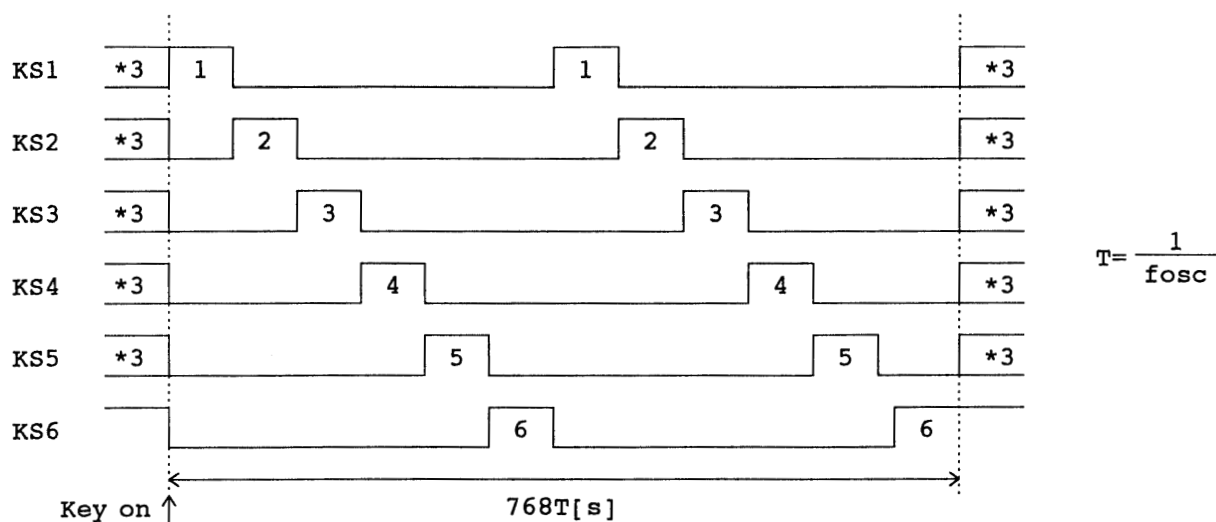 KS1 *3 1 1 *3
KS2 *3 2 2 *3
KS3 *3 3 3 *3
KS4 *3 4 4 *3
KS5 *3 5 5 *3
KS6 6 6
T= 1
fosc
768T[s]
Key on